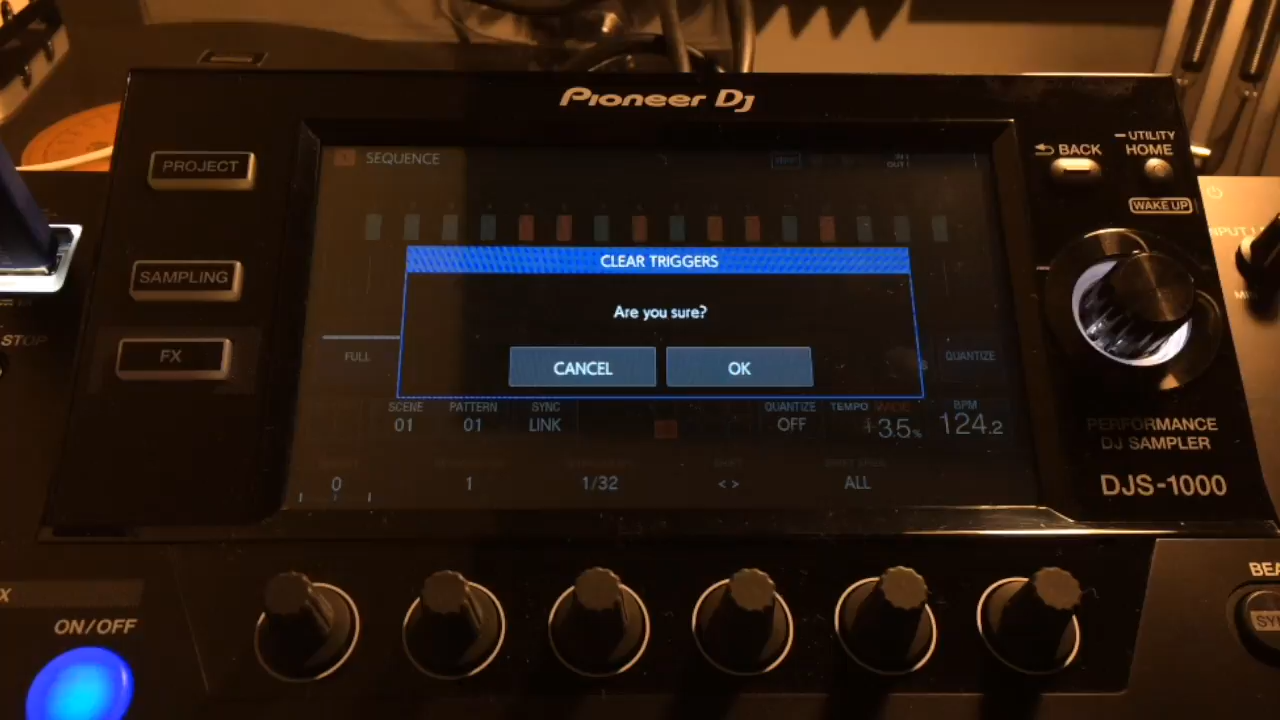 Pioneer Dj
PROJECT
SEQUENCE
BACK
UTILITY
HOME
WAKE UP
SAMPLING
CLEAR TRIGGERS
Are you sure?
CANCEL
OK
STOP
FX
FULL
QUANTIZE
SCENE
01
PATTERN
01
SYNC
LINK
QUANTIZE
OFF
TEMPO
WIDE
+3.5%
BPM
124.2
PERFORMANCE
DJ SAMPLER
DJS-1000
0
1
1/32
< >
ALL
ON/OFF